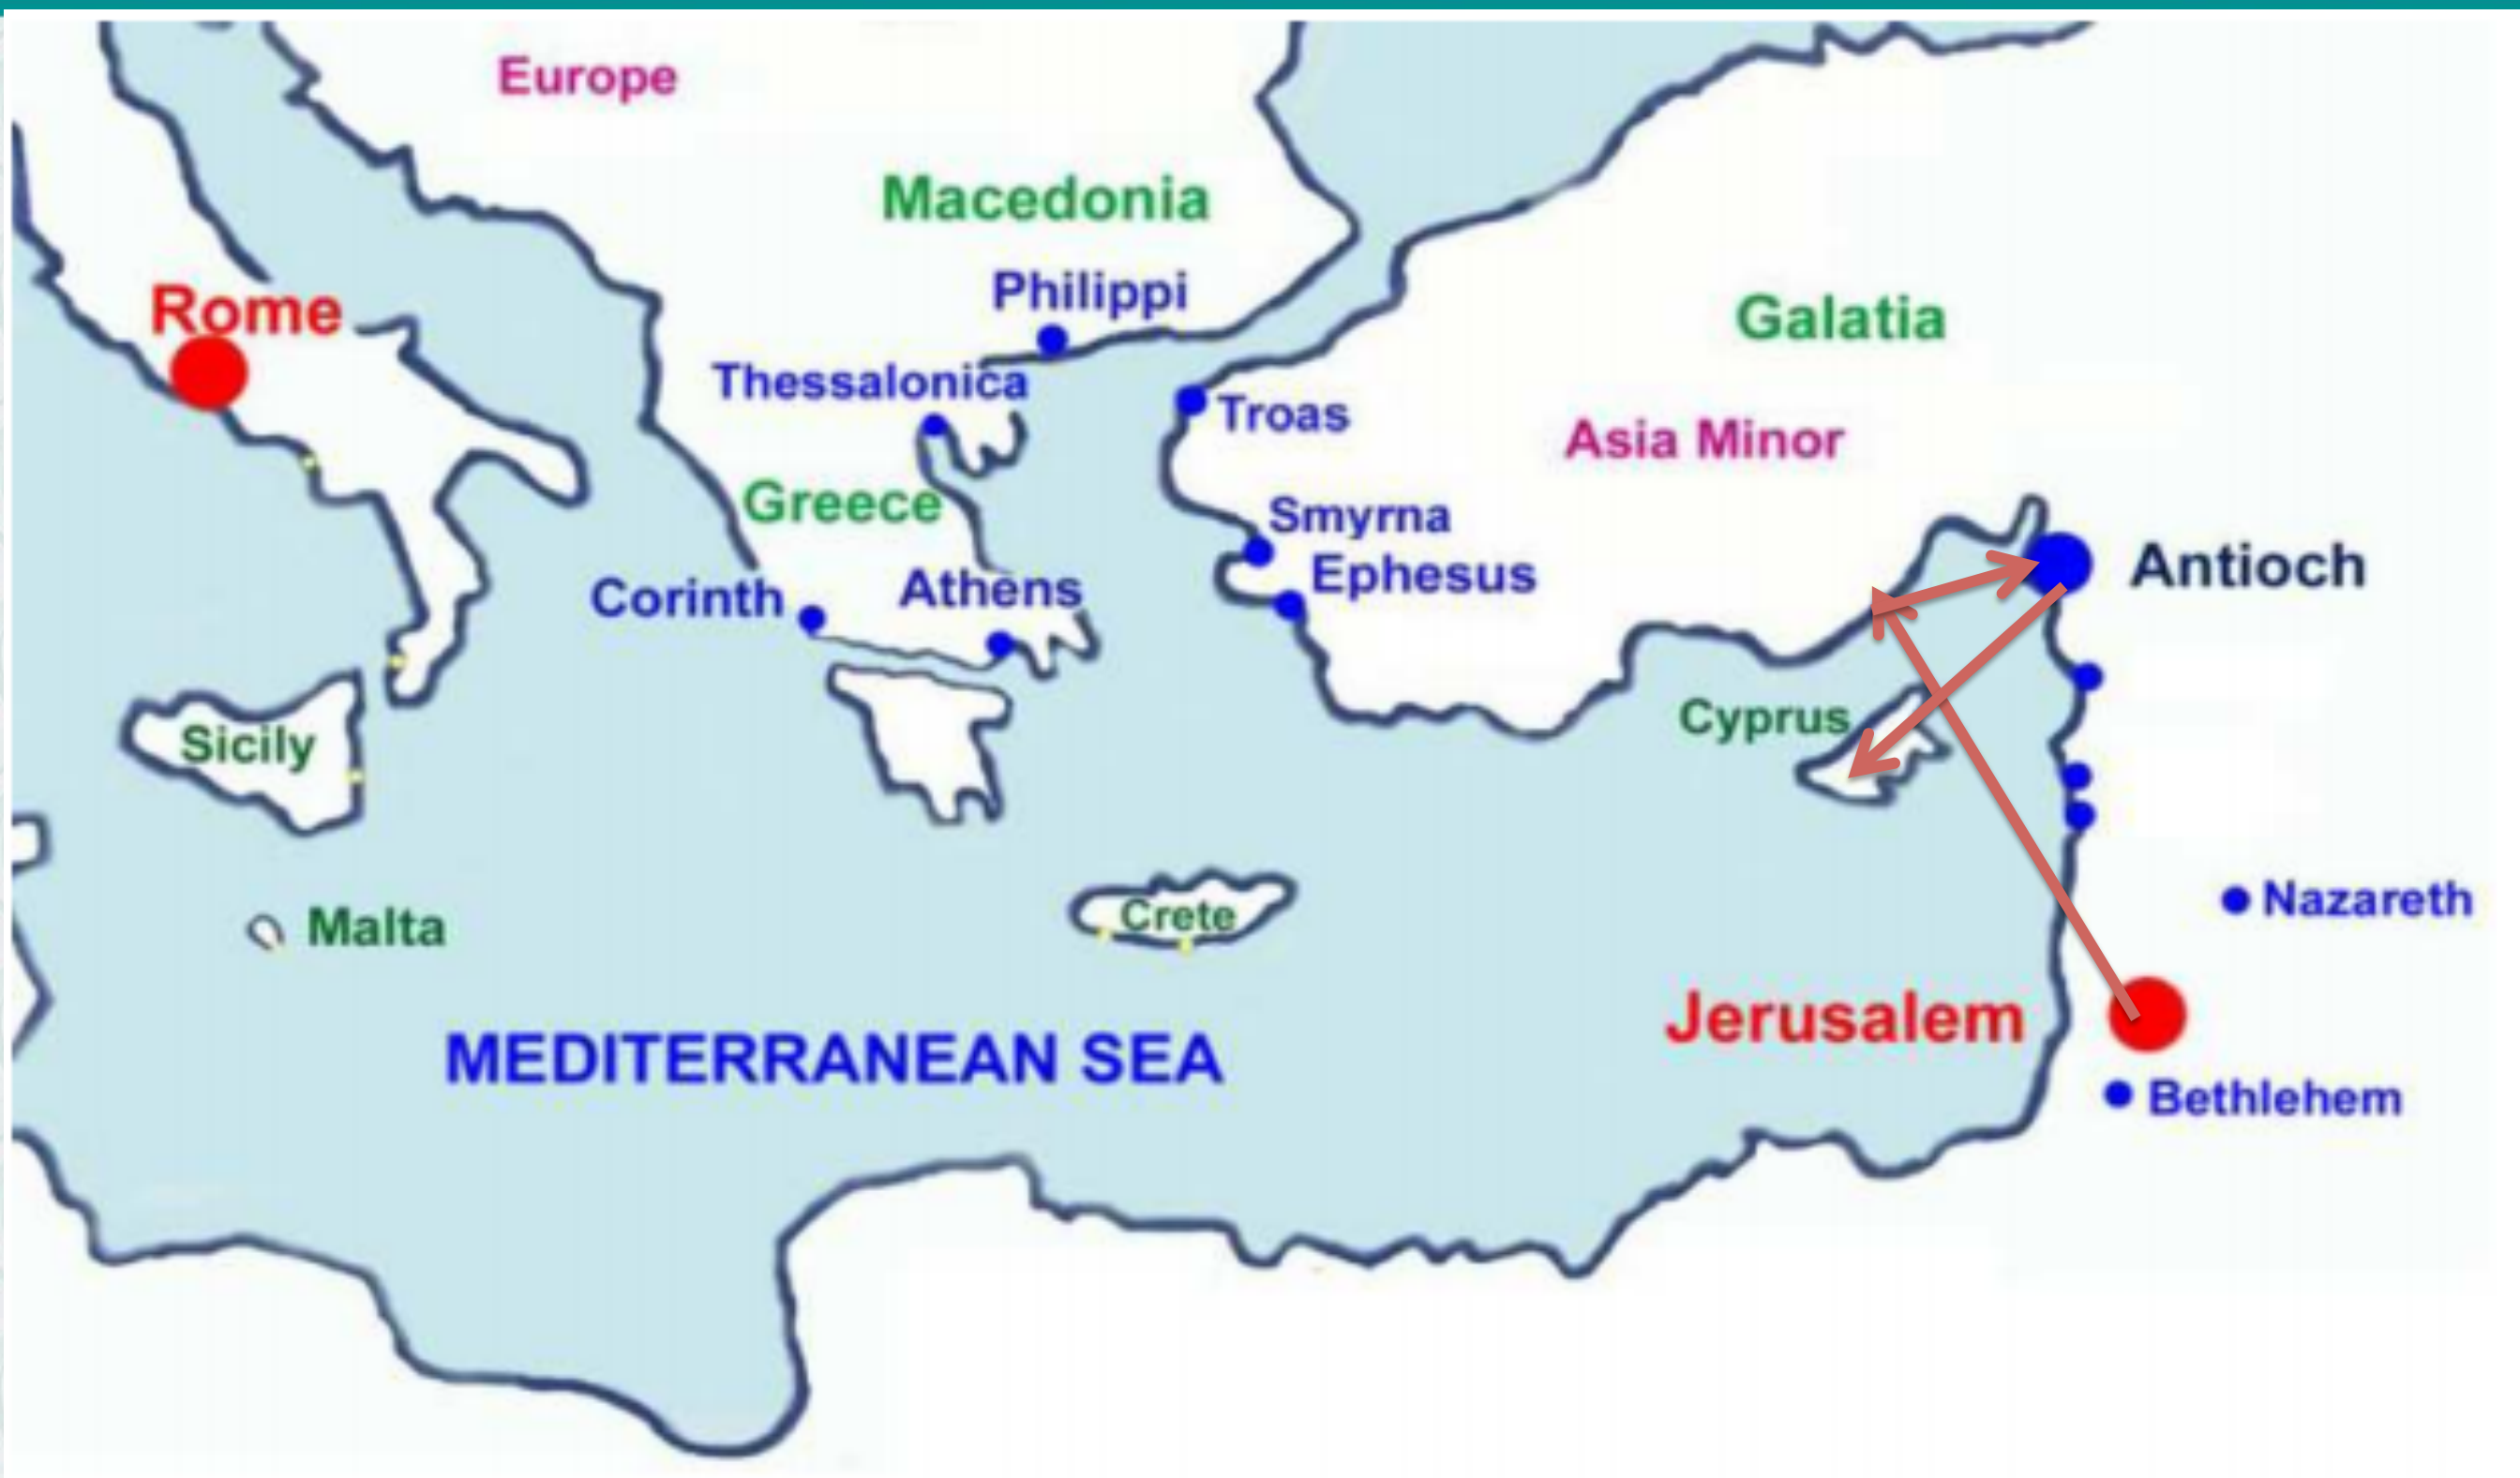 Europe
Macedonia
Philippi
Rome
Galatia
Thessalonica
Troas
Asia Minor
Greece
Smyrna
Antioch
Ephesus
Athens
Corinth
Cyprus
Sicily
Nazareth
Crete
Malta
Jerusalem
MEDITERRANEAN SEA
Bethlehem